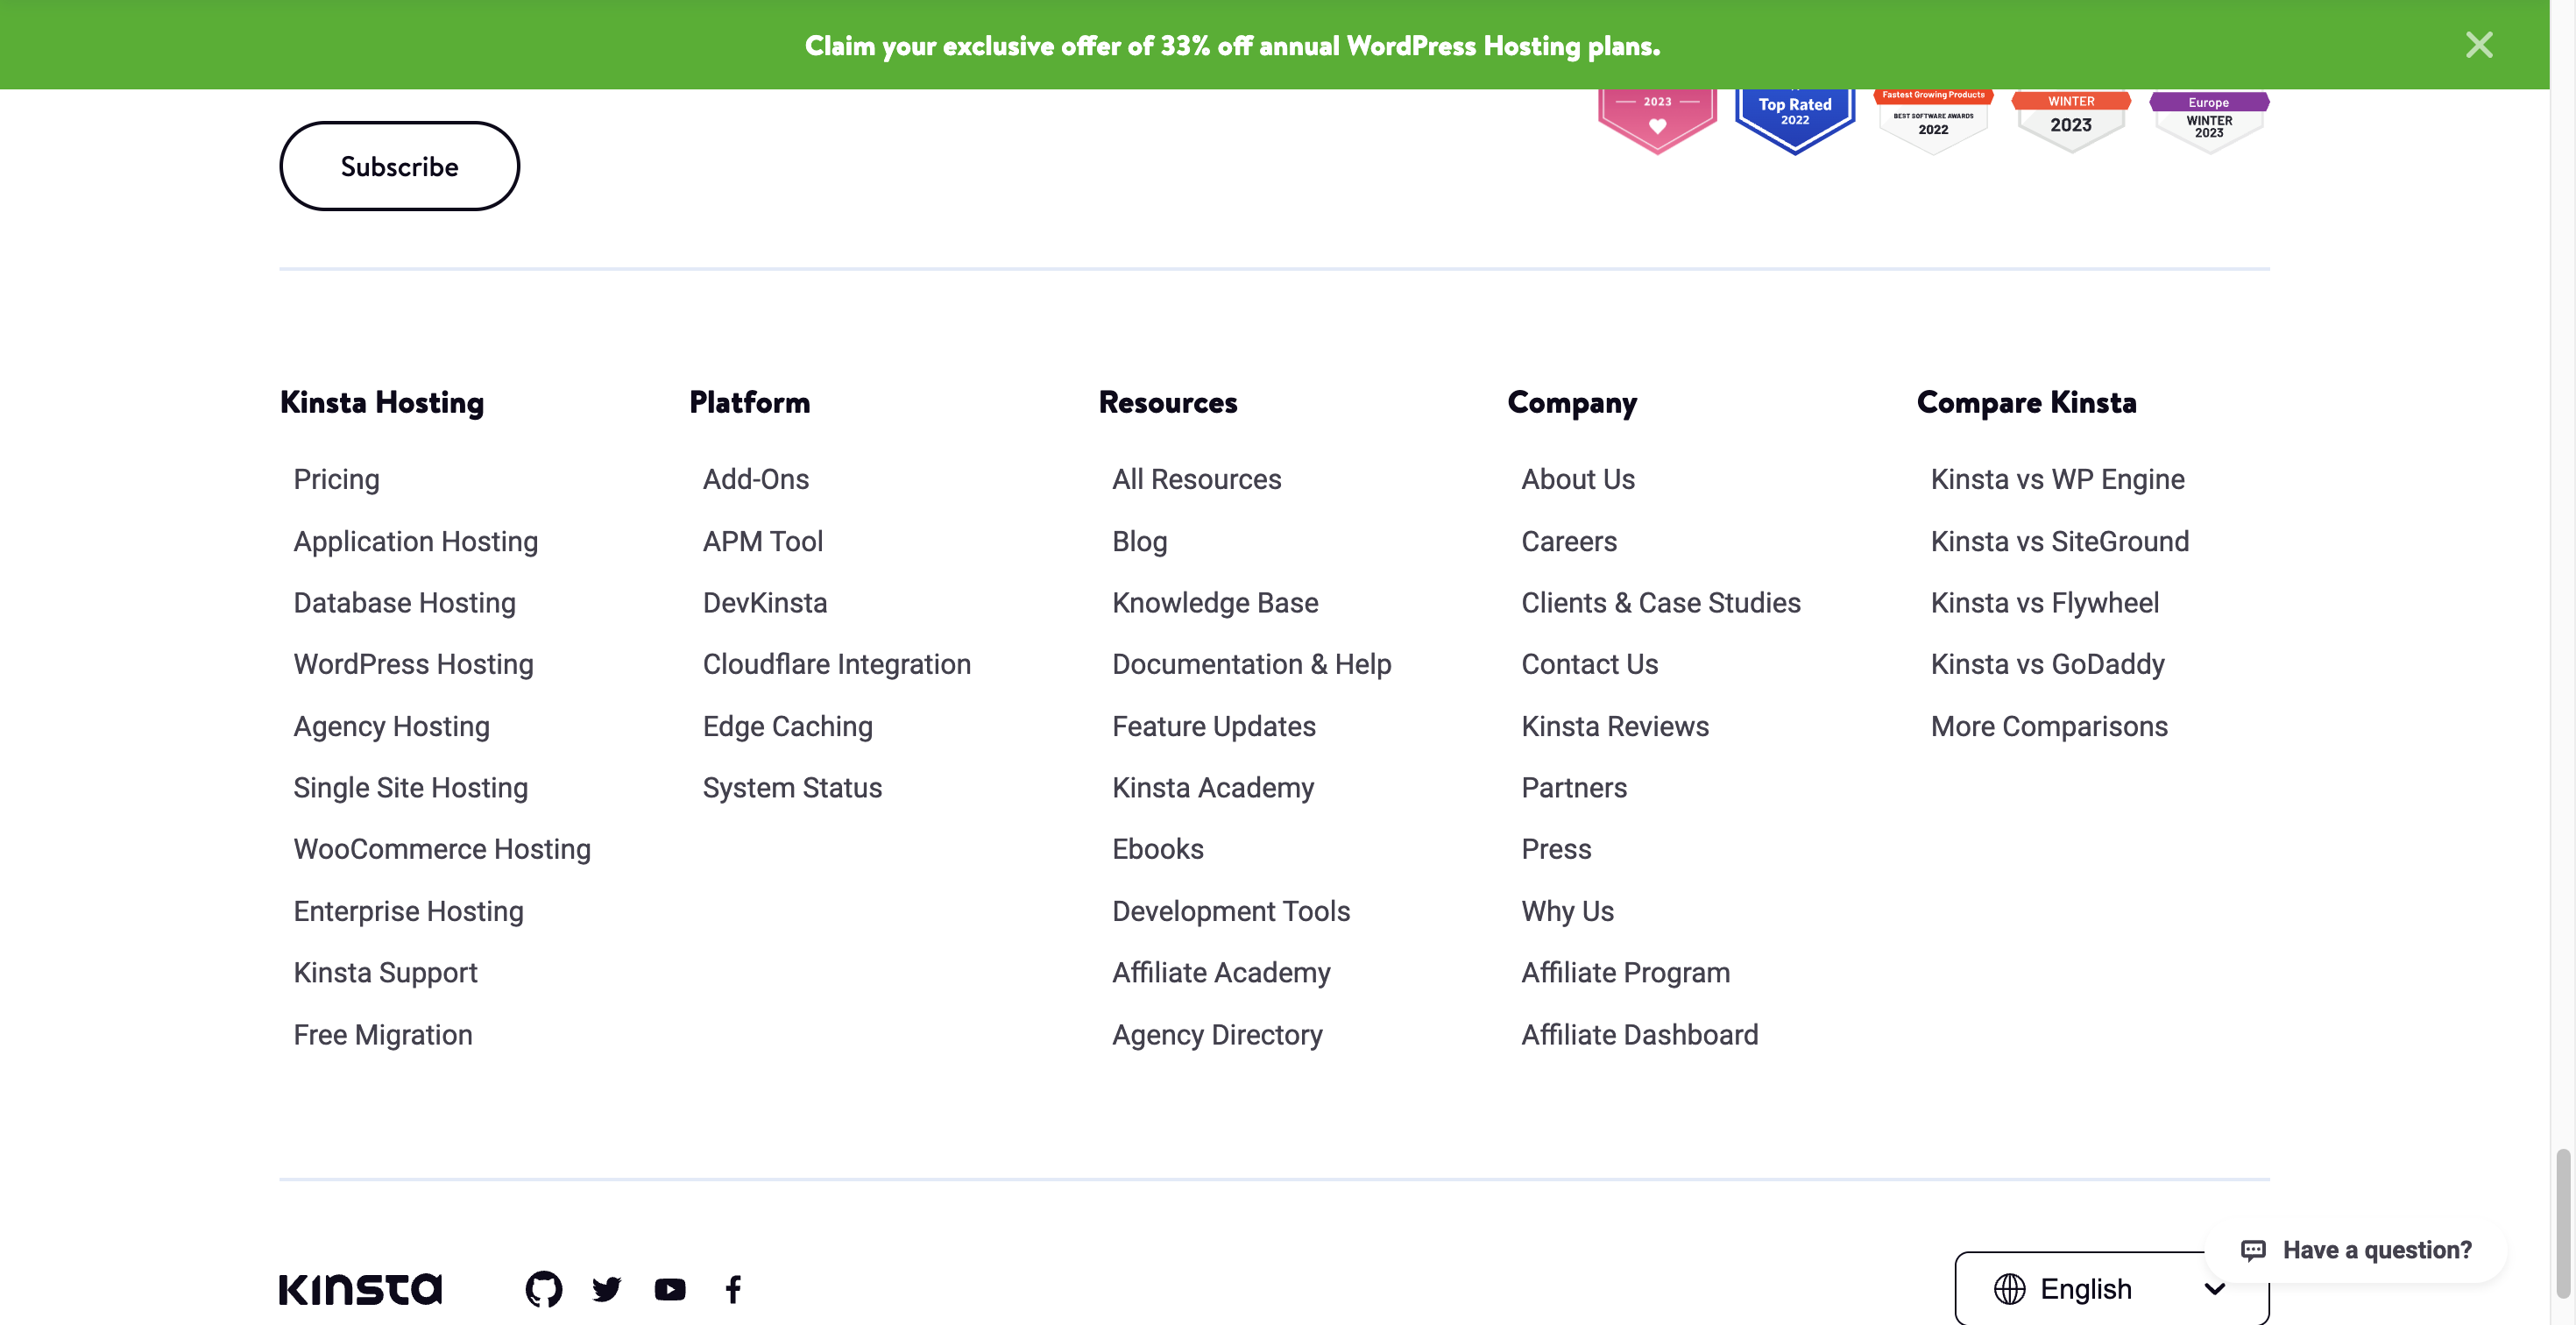 Claim your exclusive offer of 33% off annual WordPress Hosting plans.
Subscribe
2023
Top Rated
2022
Fastest Growing Products
BEST SOFTWARE AWARDS
2022
WINTER
2023
Europe
WINTER
2023
Kinsta Hosting
Pricing
Application Hosting
Database Hosting
WordPress Hosting
Agency Hosting
Single Site Hosting
WooCommerce Hosting
Enterprise Hosting
Kinsta Support
Free Migration
Platform
Add-Ons
APM Tool
DevKinsta
Cloudflare Integration
Edge Caching
System Status
Resources
All Resources
Blog
Knowledge Base
Documentation & Help
Feature Updates
Kinsta Academy
Ebooks
Development Tools
Affiliate Academy
Agency Directory
Company
About Us
Careers
Clients & Case Studies
Contact Us
Kinsta Reviews
Partners
Press
Why Us
Affiliate Program
Affiliate Dashboard
Compare Kinsta
Kinsta vs WP Engine
Kinsta vs SiteGround
Kinsta vs Flywheel
Kinsta vs GoDaddy
More Comparisons
Kinsta
English
Have a question?